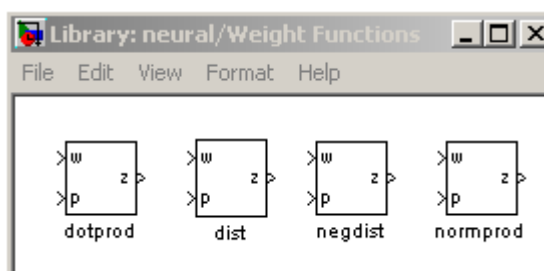 Library: neural/Weight Functions
File Edit View Format Help
w z p
w z p
w z p
w z p
dotprod dist negdist normprod